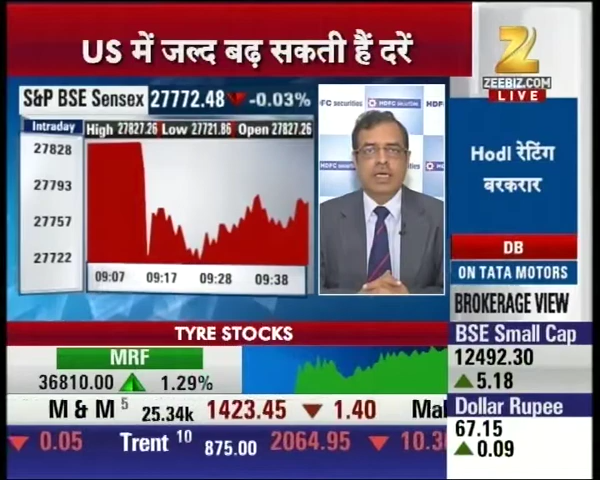 US में जल्द बढ़ सकती हैं दरें
Z
ZEEBIZ.COM
LIVE
S&P BSE Sensex 27772.48 -0.03%
Intraday High 27827.26 Low 27721.86 Open 27827.26
27828
27793
27757
27722
09:07 09:17 09:28 09:38
HDFC securities
HDFC securities
Hodl रेटिंग
बरकरार
DB
ON TATA MOTORS
BROKERAGE VIEW
TYRE STOCKS
MRF
36810.00 1.29%
BSE Small Cap
12492.30
5.18
M & M 5 25.34k 1423.45 1.40
Dollar Rupee
67.15
0.09
0.05 Trent 10 875.00 2064.95